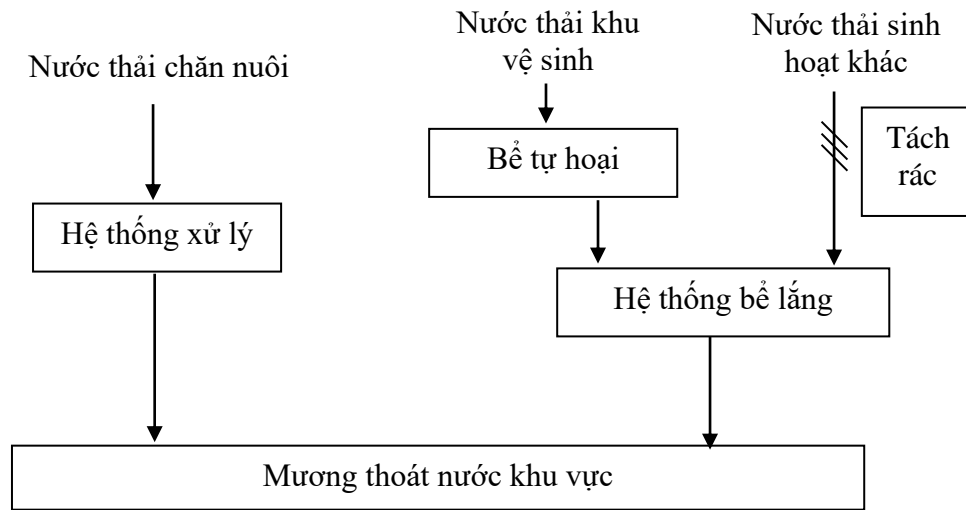 Nước thải chăn nuôi
Nước thải khu
vệ sinh
Nước thải sinh
hoạt khác
Bể tự hoại
Tách
rác
Hệ thống xử lý
Hệ thống bể lắng
Mương thoát nước khu vực